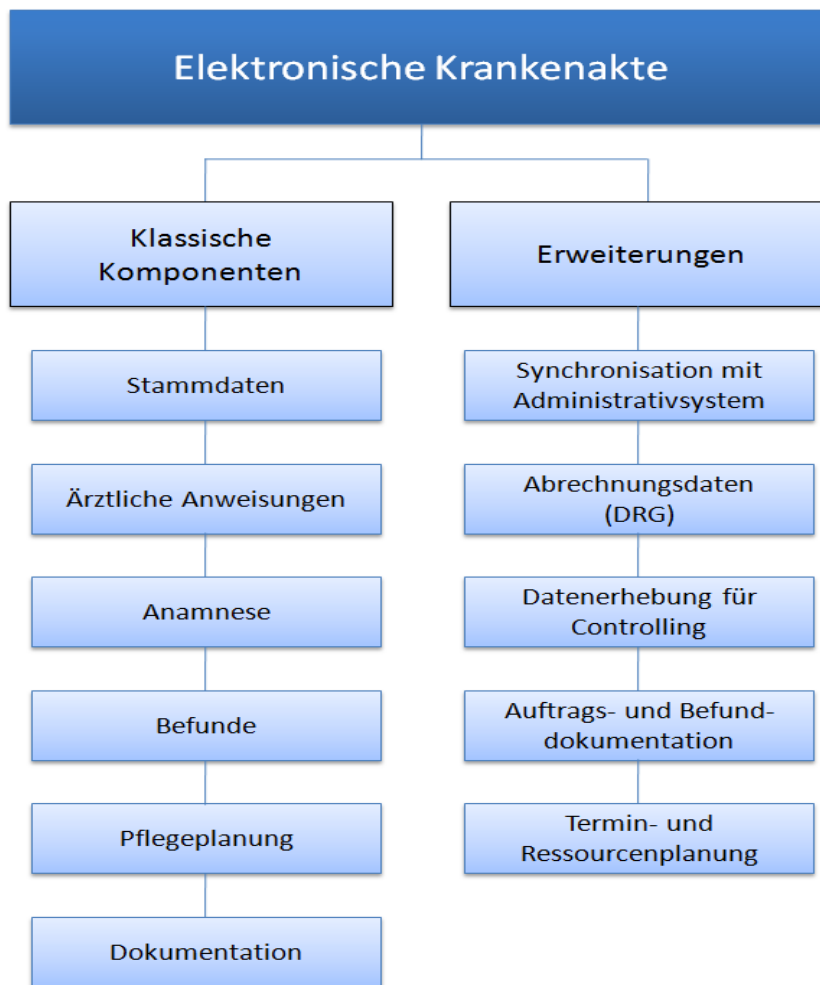 Elektronische Krankenakte
Klassische
Komponenten
Stammdaten
Ärztliche Anweisungen
Anamnese
Befunde
Pflegeplanung
Dokumentation
Erweiterungen
Synchronisation mit
Administrativsystem
Abrechnungsdaten
(DRG)
Datenerhebung für
Controlling
Auftrags- und Befund-
dokumentation
Termin- und
Ressourcenplanung